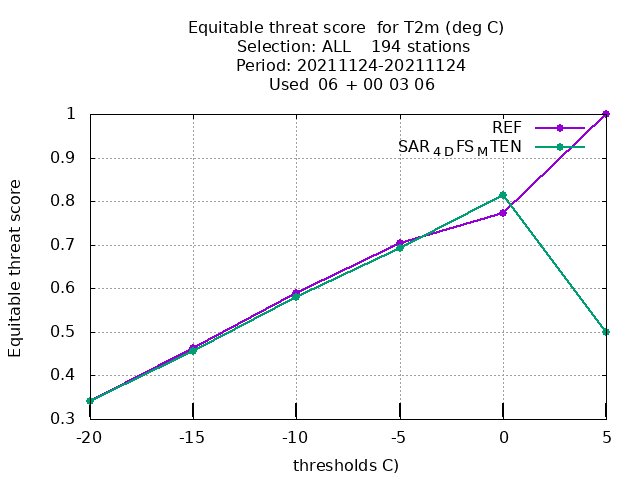 Equitable threat score  for T2m (deg C)
Selection: ALL    194 stations
Period: 20211124-20211124
Used  06 + 00 03 06
REF
SAR4DFSMTEN
1
0.9
0.8
0.7
0.6
0.5
0.4
0.3
Equitable threat score
-20 -15 -10 -5 0 5
thresholds C)